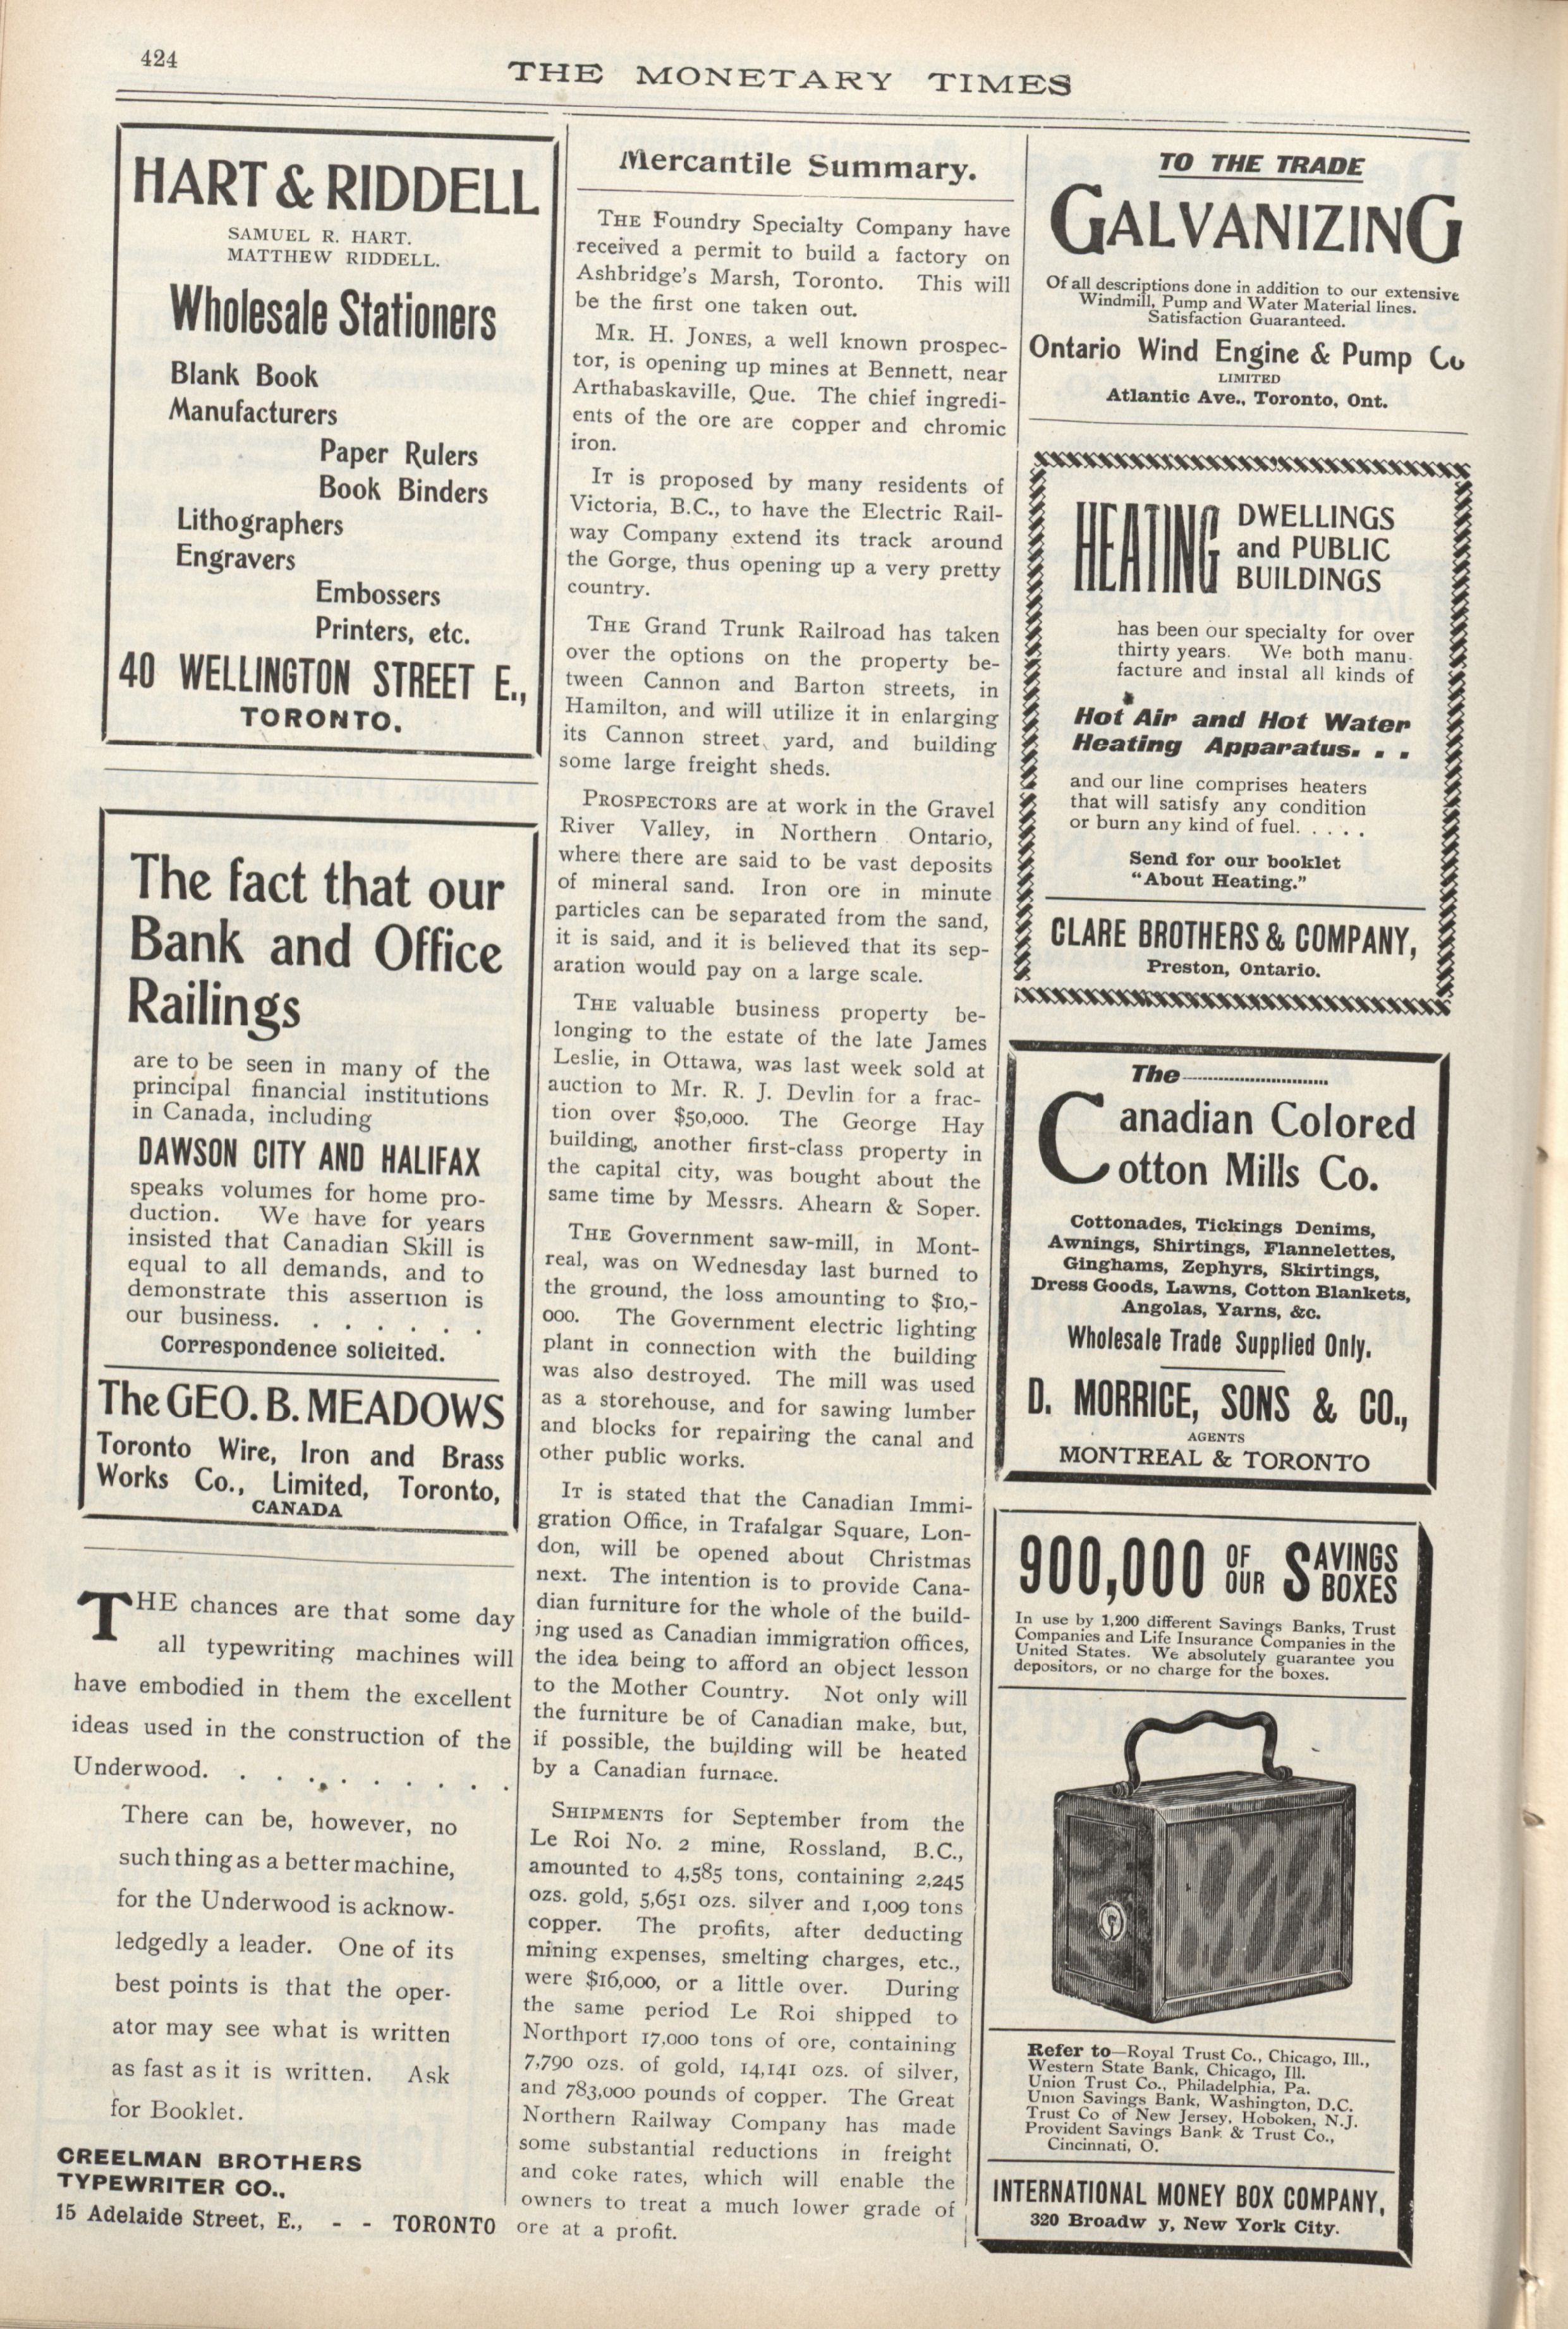 424
THE MONETARY TIMES
HART & RIDDELL
SAMUEL R. HART.
MATTHEW RIDDELL.
Wholesale Stationers
Blank Book
Manufacturers
Paper Rulers
Book Binders
Lithographers
Engravers
Embossers
Printers, etc.
40 WELLINGTON STREET E.,
TORONTO.
The fact that our
Bank and Office
Railings
are to be seen in many of the
principal financial institutions
in Canada, including
DAWSON CITY AND HALIFAX
speaks volumes for home pro-
duction. We have for years
insisted that Canadian Skill is
equal to all demands, and to
demonstrate this assertion is
our business. . . . . . .
Correspondence solicited.
The GEO. B. MEADOWS
Toronto Wire, Iron and Brass
Works Co., Limited, Toronto,
CANADA
THE chances are that some day
all typewriting machines will
have embodied in them the excellent
ideas used in the construction of the
Underwood. . . . . . . . . .
There can be, however, no
such thing as a better machine,
for the Underwood is acknow-
ledgedly a leader. One of its
best points is that the oper-
ator may see what is written
as fast as it is written. Ask
for Booklet.
CREELMAN BROTHERS
TYPEWRITER CO.,
15 Adelaide Street, E., - - TORONTO
Mercantile Summary.
THE Foundry Specialty Company have
received a permit to build a factory on
Ashbridge's Marsh, Toronto. This will
be the first one taken out.
MR. H. JONES, a well known prospec-
tor, is opening up mines at Bennett, near
Arthabaskaville, Que. The chief ingredi-
ents of the ore are copper and chromic
iron.
IT is proposed by many residents of
Victoria, B.C., to have the Electric Rail-
way Company extend its track around
the Gorge, thus opening up a very pretty
country.
THE Grand Trunk Railroad has taken
over the options on the property be-
tween Cannon and Barton streets, in
Hamilton, and will utilize it in enlarging
its Cannon street yard, and building
some large freight sheds.
PROSPECTORS are at work in the Gravel
River Valley, in Northern Ontario,
where there are said to be vast deposits
of mineral sand. Iron ore in minute
particles can be separated from the sand,
it is said, and it is believed that its sep-
aration would pay on a large scale.
THE valuable business property be-
longing to the estate of the late James
Leslie, in Ottawa, was last week sold at
auction to Mr. R. J. Devlin for a frac-
tion over $50,000. The George Hay
building, another first-class property in
the capital city, was bought about the
same time by Messrs. Ahearn & Soper.
THE Government saw-mill, in Mont-
real, was on Wednesday last burned to
the ground, the loss amounting to $10,-
000. The Government electric lighting
plant in connection with the building
was also destroyed. The mill was used
as a storehouse, and for sawing lumber
and blocks for repairing the canal and
other public works.
IT is stated that the Canadian Immi-
gration Office, in Trafalgar Square, Lon-
don, will be opened about Christmas
next. The intention is to provide Cana-
dian furniture for the whole of the build-
ing used as Canadian immigration offices,
the idea being to afford an object lesson
to the Mother Country. Not only will
the furniture be of Canadian make, but,
if possible, the building will be heated
by a Canadian furnace.
SHIPMENTS for September from the
Le Roi No. 2 mine, Rossland, B.C.,
amounted to 4,585 tons, containing 2,245
ozs. gold, 5,651 ozs. silver and 1,009 tons
copper. The profits, after deducting
mining expenses, smelting charges, etc.,
were $16,000, or a little over. During
the same period Le Roi shipped to
Northport 17,000 tons of ore, containing
7,790 ozs. of gold, 14,141 ozs. of silver,
and 783,000 pounds of copper. The Great
Northern Railway Company has made
some substantial reductions in freight
and coke rates, which will enable the
owners to treat a much lower grade of
ore at a profit.
TO THE TRADE
GALVANIZING
Of all descriptions done in addition to our extensive
Windmill, Pump and Water Material lines.
Satisfaction Guaranteed.
Ontario Wind Engine & Pump Co
LIMITED
Atlantic Ave., Toronto, Ont.
HEATING DWELLINGS
and PUBLIC
BUILDINGS
has been our specialty for over
thirty years. We both manu-
facture and instal all kinds of
Hot Air and Hot Water
Heating Apparatus. . .
and our line comprises heaters
that will satisfy any condition
or burn any kind of fuel. . . . .
Send for our booklet
"About Heating."
CLARE BROTHERS & COMPANY,
Preston, Ontario.
The
Canadian Colored
Cotton Mills Co.
Cottonades, Tickings Denims,
Awnings, Shirtings, Flannelettes,
Ginghams, Zephyrs, Skirtings,
Dress Goods, Lawns, Cotton Blankets,
Angolas, Yarns, &c.
Wholesale Trade Supplied Only.
D. MORRICE, SONS & CO.,
AGENTS
MONTREAL & TORONTO
900,000 OF OUR SAVINGS BOXES
In use by 1,200 different Savings Banks, Trust
Companies and Life Insurance Companies in the
United States. We absolutely guarantee you
depositors, or no charge for the boxes.
Refer to—Royal Trust Co., Chicago, Ill.,
Western State Bank, Chicago, Ill.
Union Trust Co., Philadelphia, Pa.
Union Savings Bank, Washington, D.C.
Trust Co of New Jersey, Hoboken, N.J.
Provident Savings Bank & Trust Co.,
Cincinnati, O.
INTERNATIONAL MONEY BOX COMPANY,
320 Broadw y, New York City.